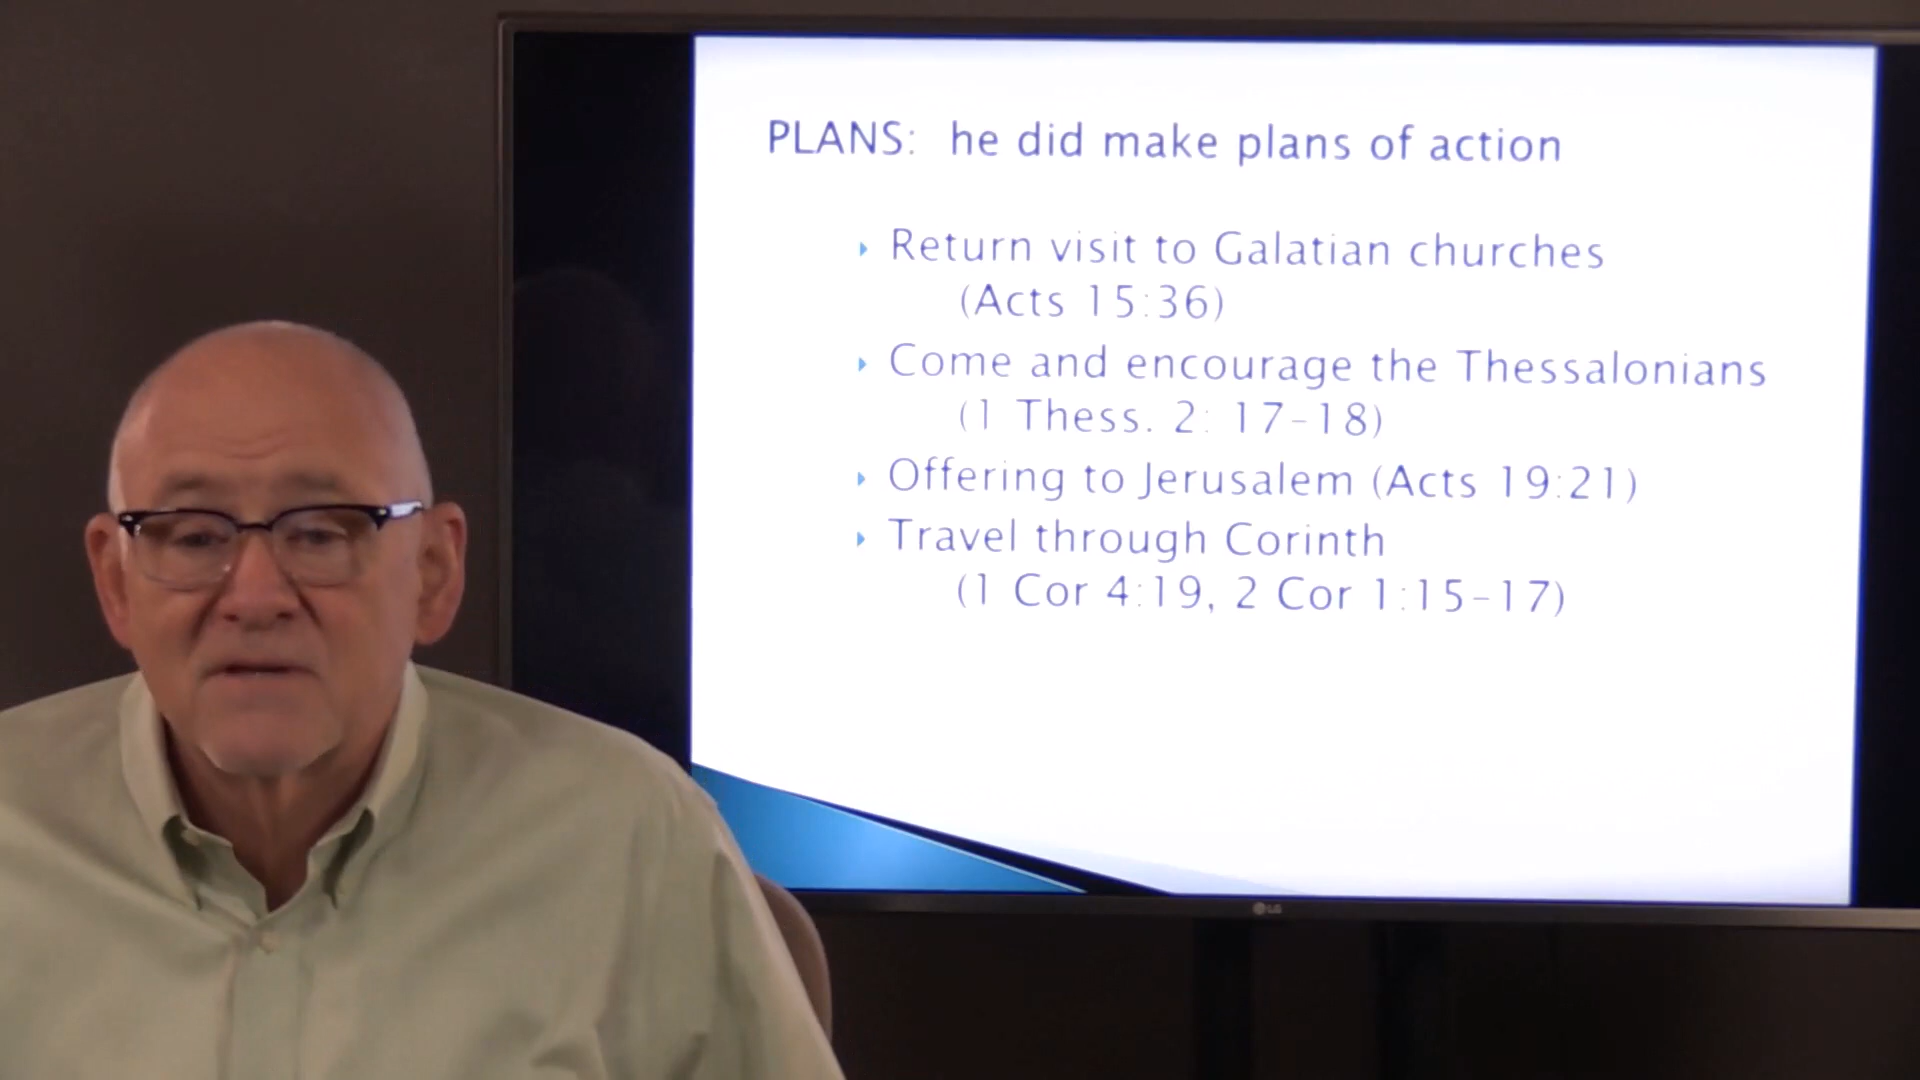 PLANS: he did make plans of action
Return visit to Galatian churches
(Acts 15:36)
Come and encourage the Thessalonians
(1 Thess. 2: 17-18)
Offering to Jerusalem (Acts 19:21)
Travel through Corinth
(1 Cor 4:19, 2 Cor 1:15-17)
LG